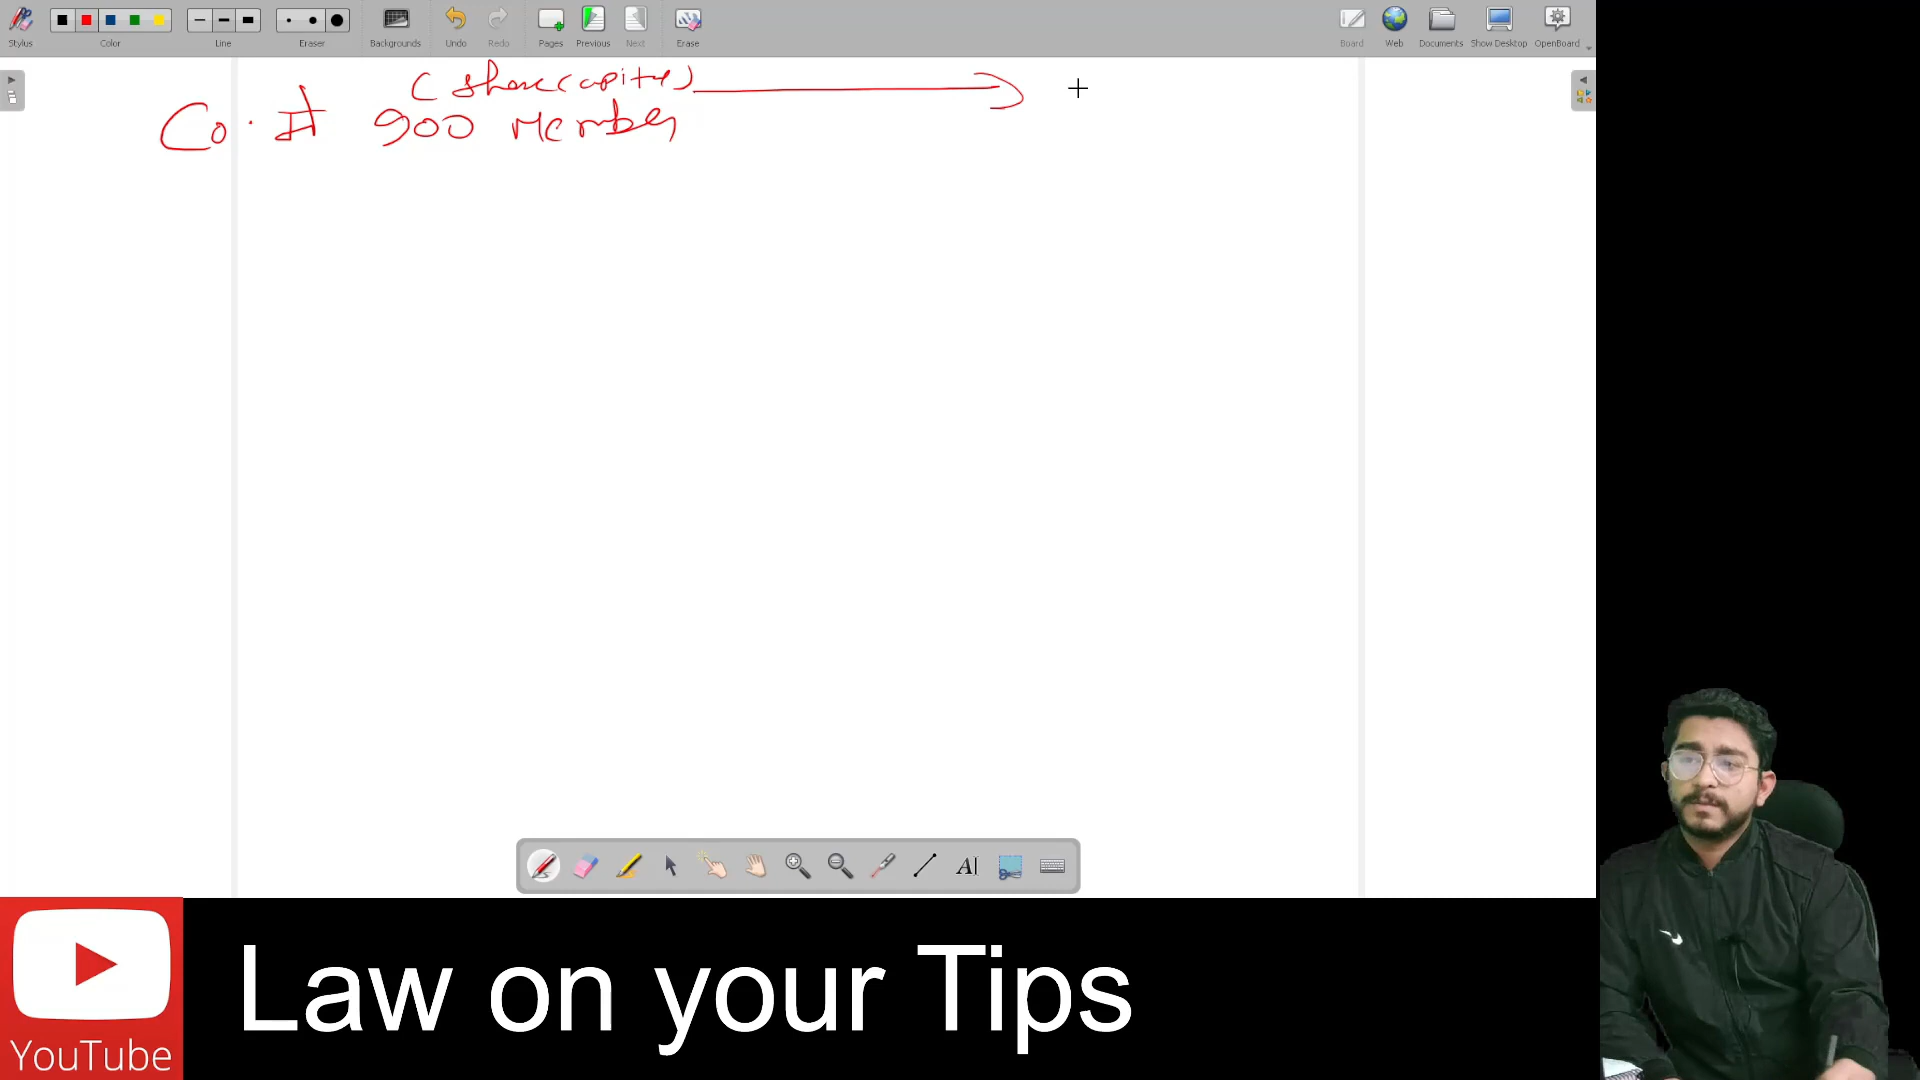 Stylus
Color
Line
Eraser
Backgrounds
Undo
Redo
Pages
Previous
Next
Erase
Board
Web
Documents
Show Desktop
OpenBoard
(share capital)
Co. 900 Member
A
YouTube
Law on your Tips